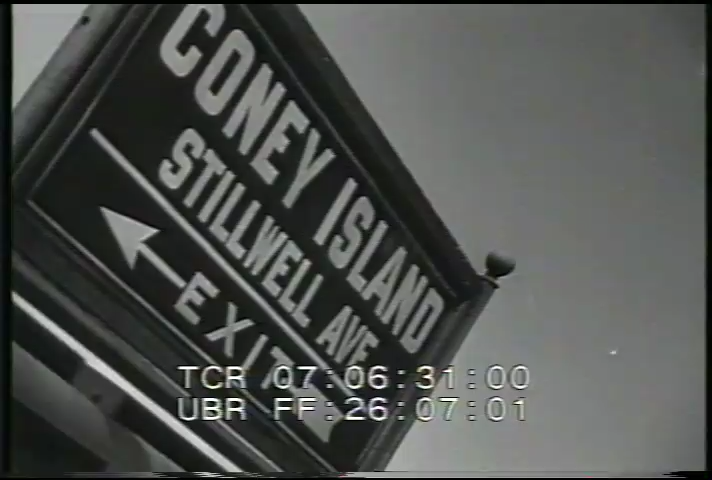 CONEY ISLAND
STILLWELL AVE
EXIT
TCR 07:06:31:00
UBR FF:26:07:01